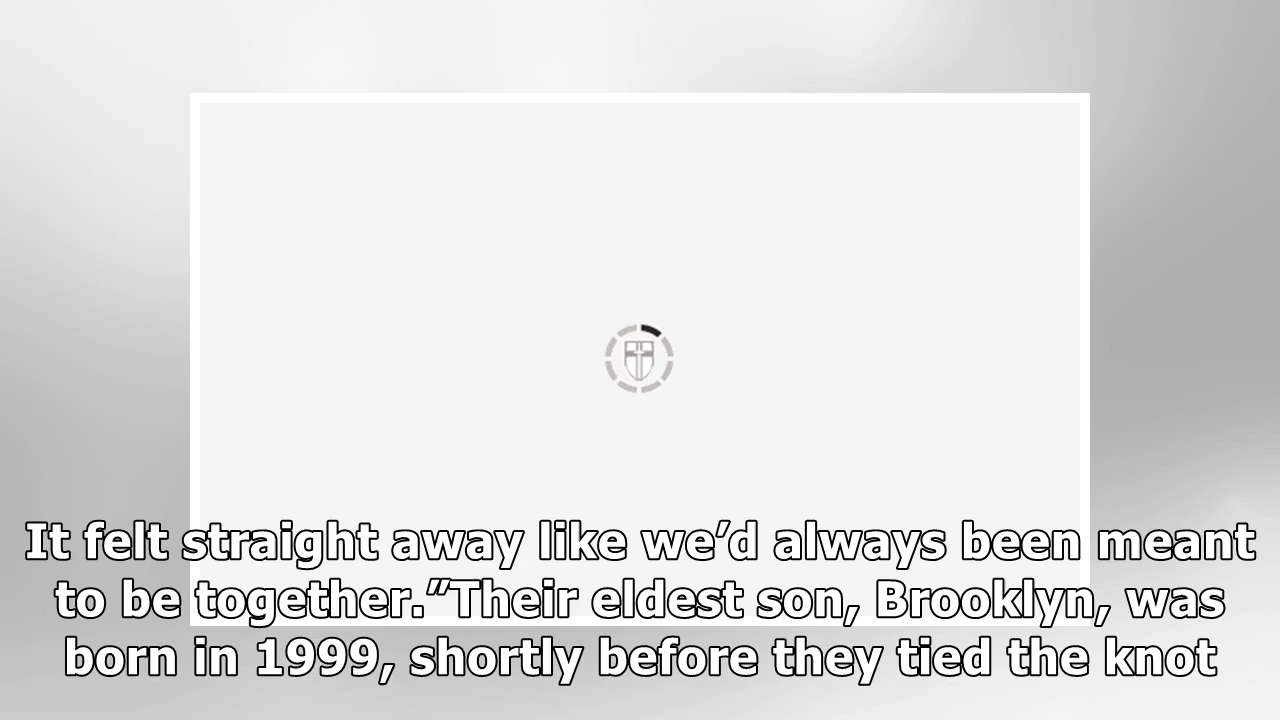 It felt straight away like we’d always been meant
to be together.”Their eldest son, Brooklyn, was
born in 1999, shortly before they tied the knot